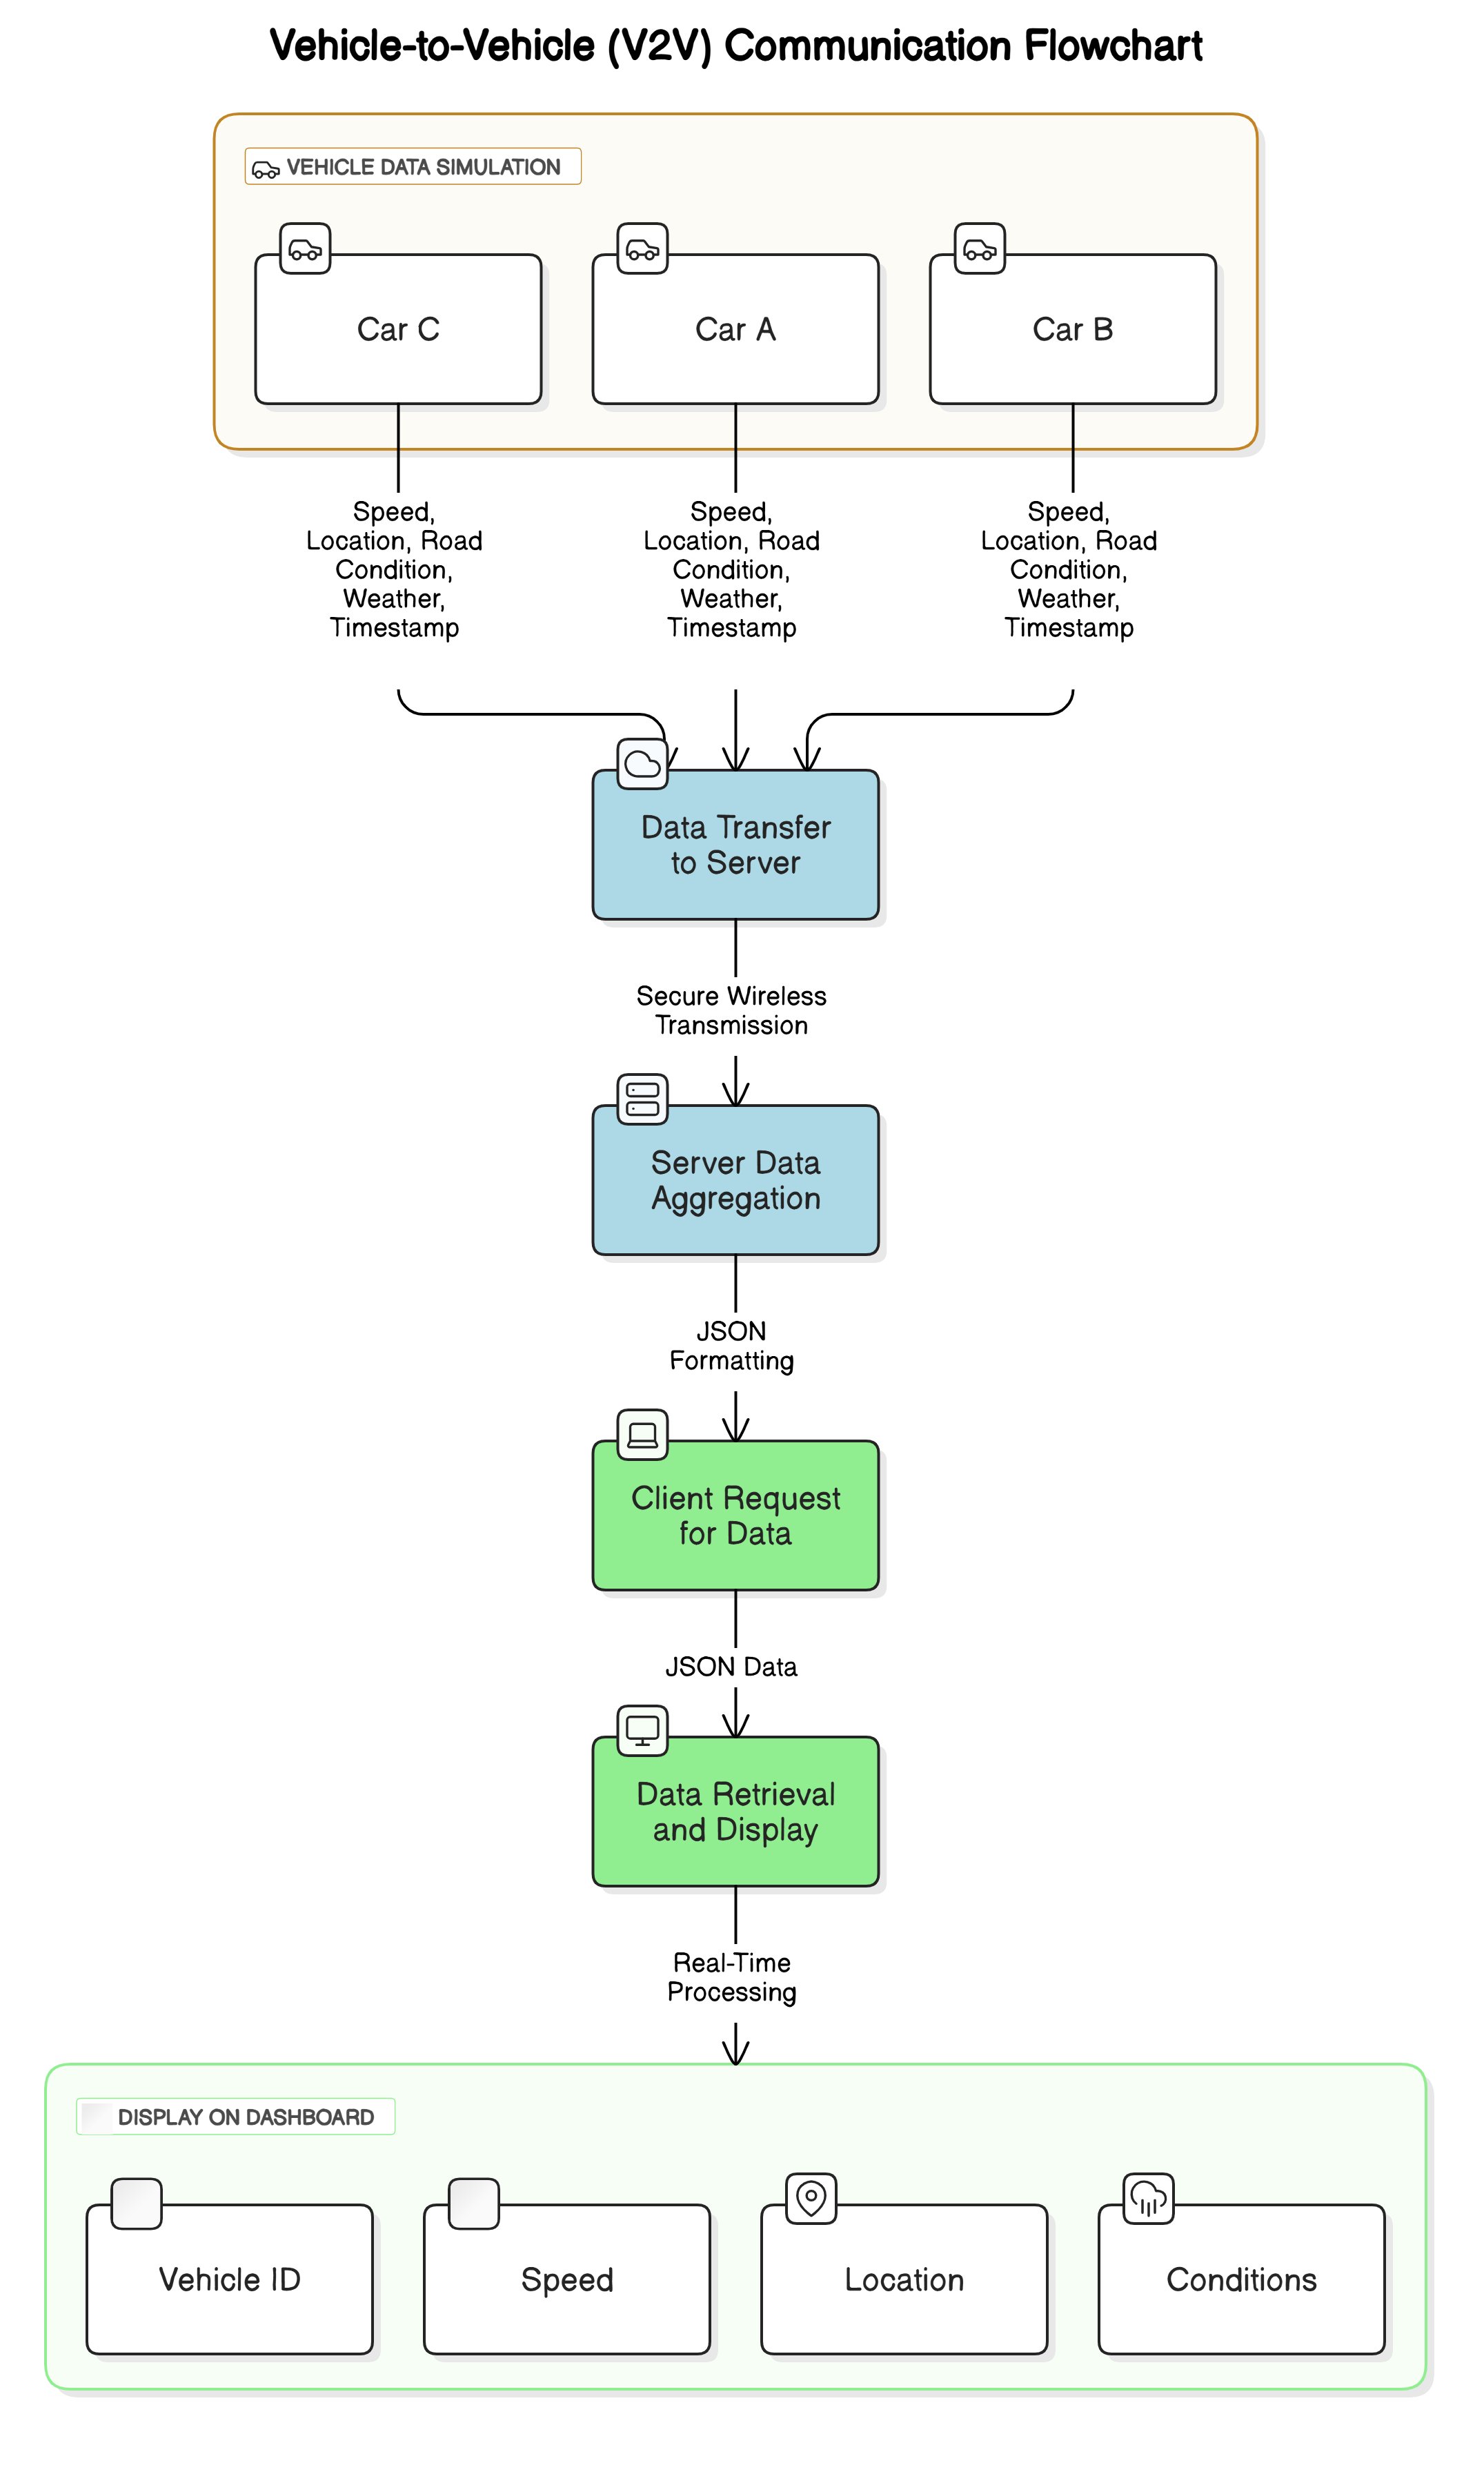 Vehicle-to-Vehicle (V2V) Communication Flowchart
VEHICLE DATA SIMULATION
Car C
Car A
Car B
Speed,
Location, Road
Condition,
Weather,
Timestamp
Speed,
Location, Road
Condition,
Weather,
Timestamp
Speed,
Location, Road
Condition,
Weather,
Timestamp
Data Transfer
to Server
Secure Wireless
Transmission
Server Data
Aggregation
JSON
Formatting
Client Request
for Data
JSON Data
Data Retrieval
and Display
Real-Time
Processing
DISPLAY ON DASHBOARD
Vehicle ID
Speed
Location
Conditions